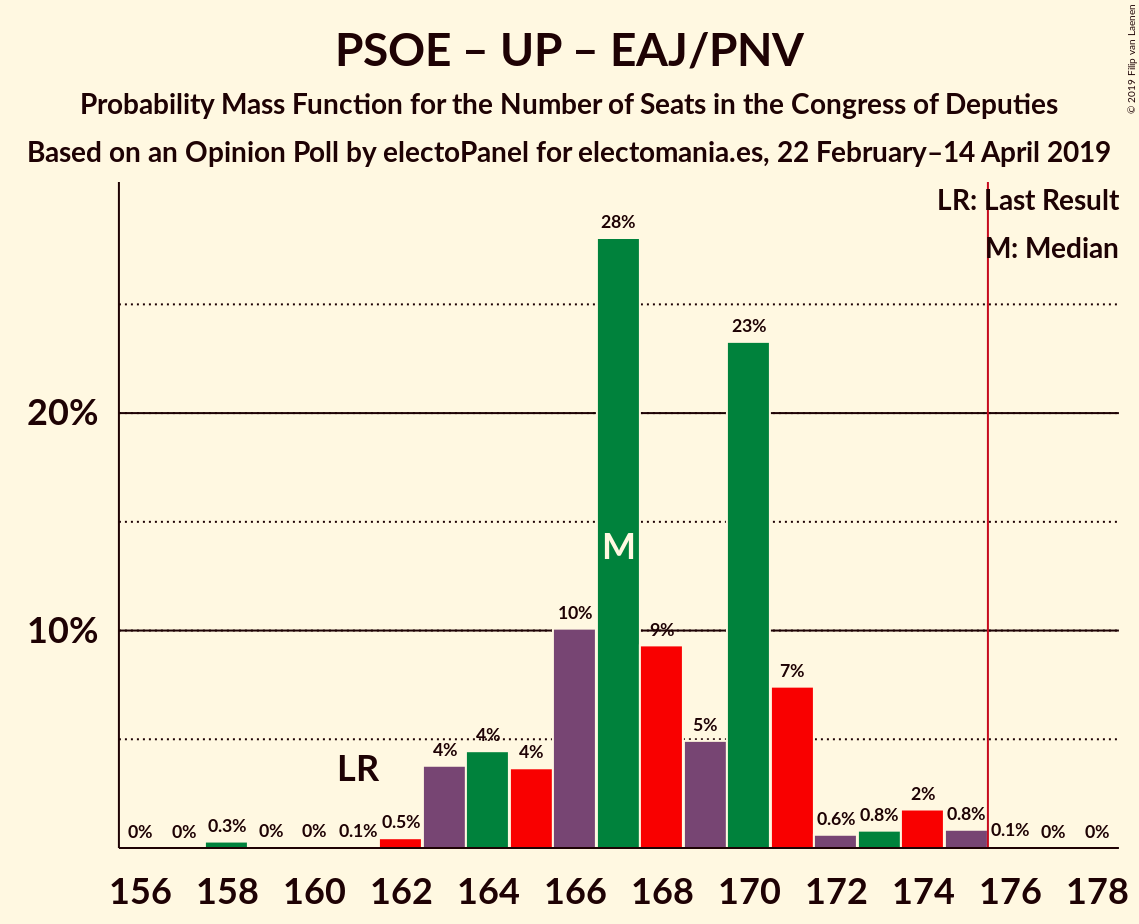 PSOE – UP – EAJ/PNV
Probability Mass Function for the Number of Seats in the Congress of Deputies
Based on an Opinion Poll by electoPanel for electomania.es, 22 February–14 April 2019
© 2019 Filip van Laenen
LR: Last Result
M: Median
20%
10%
0% 0% 0.3% 0% 0% 0.1% 0.5% 4% 4% 4% 10% 28% 9% 5% 23% 7% 0.6% 0.8% 2% 0.8% 0.1% 0% 0%
LR
M
156 158 160 162 164 166 168 170 172 174 176 178